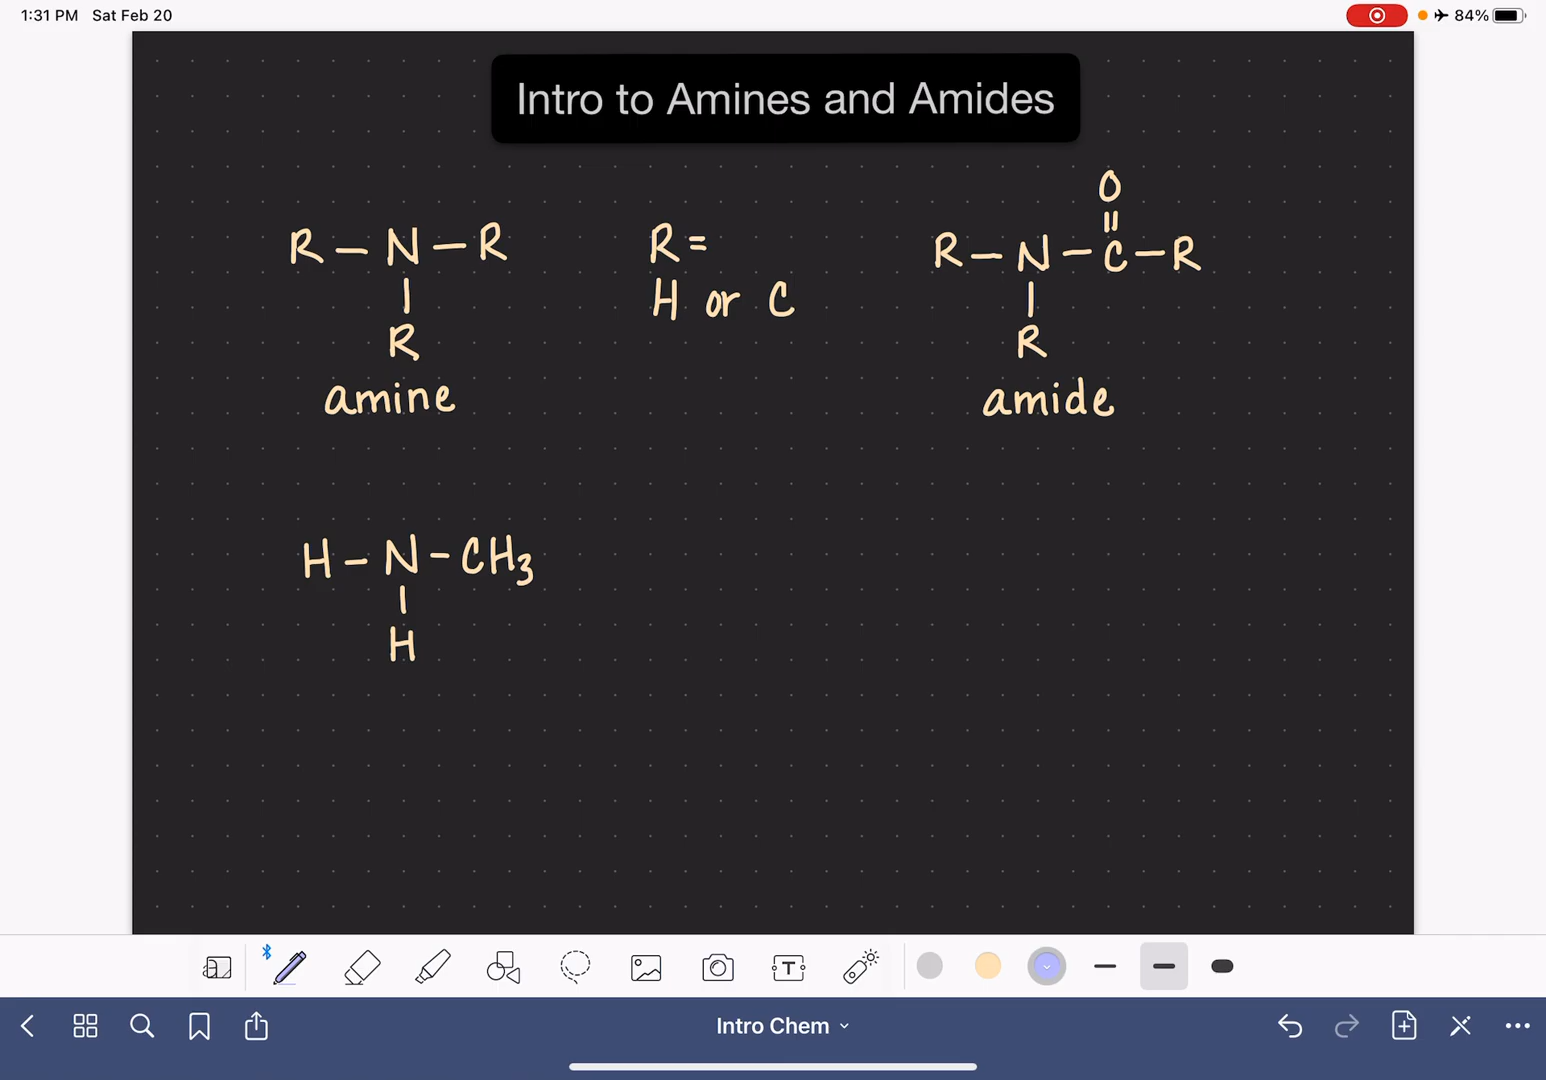 1:31 PM Sat Feb 20
84%
Intro to Amines and Amides
O
R – N – R
R =
R – N – C – R
H or C
R
R
amine
amide
H – N – CH₃
H
a
T
Intro Chem